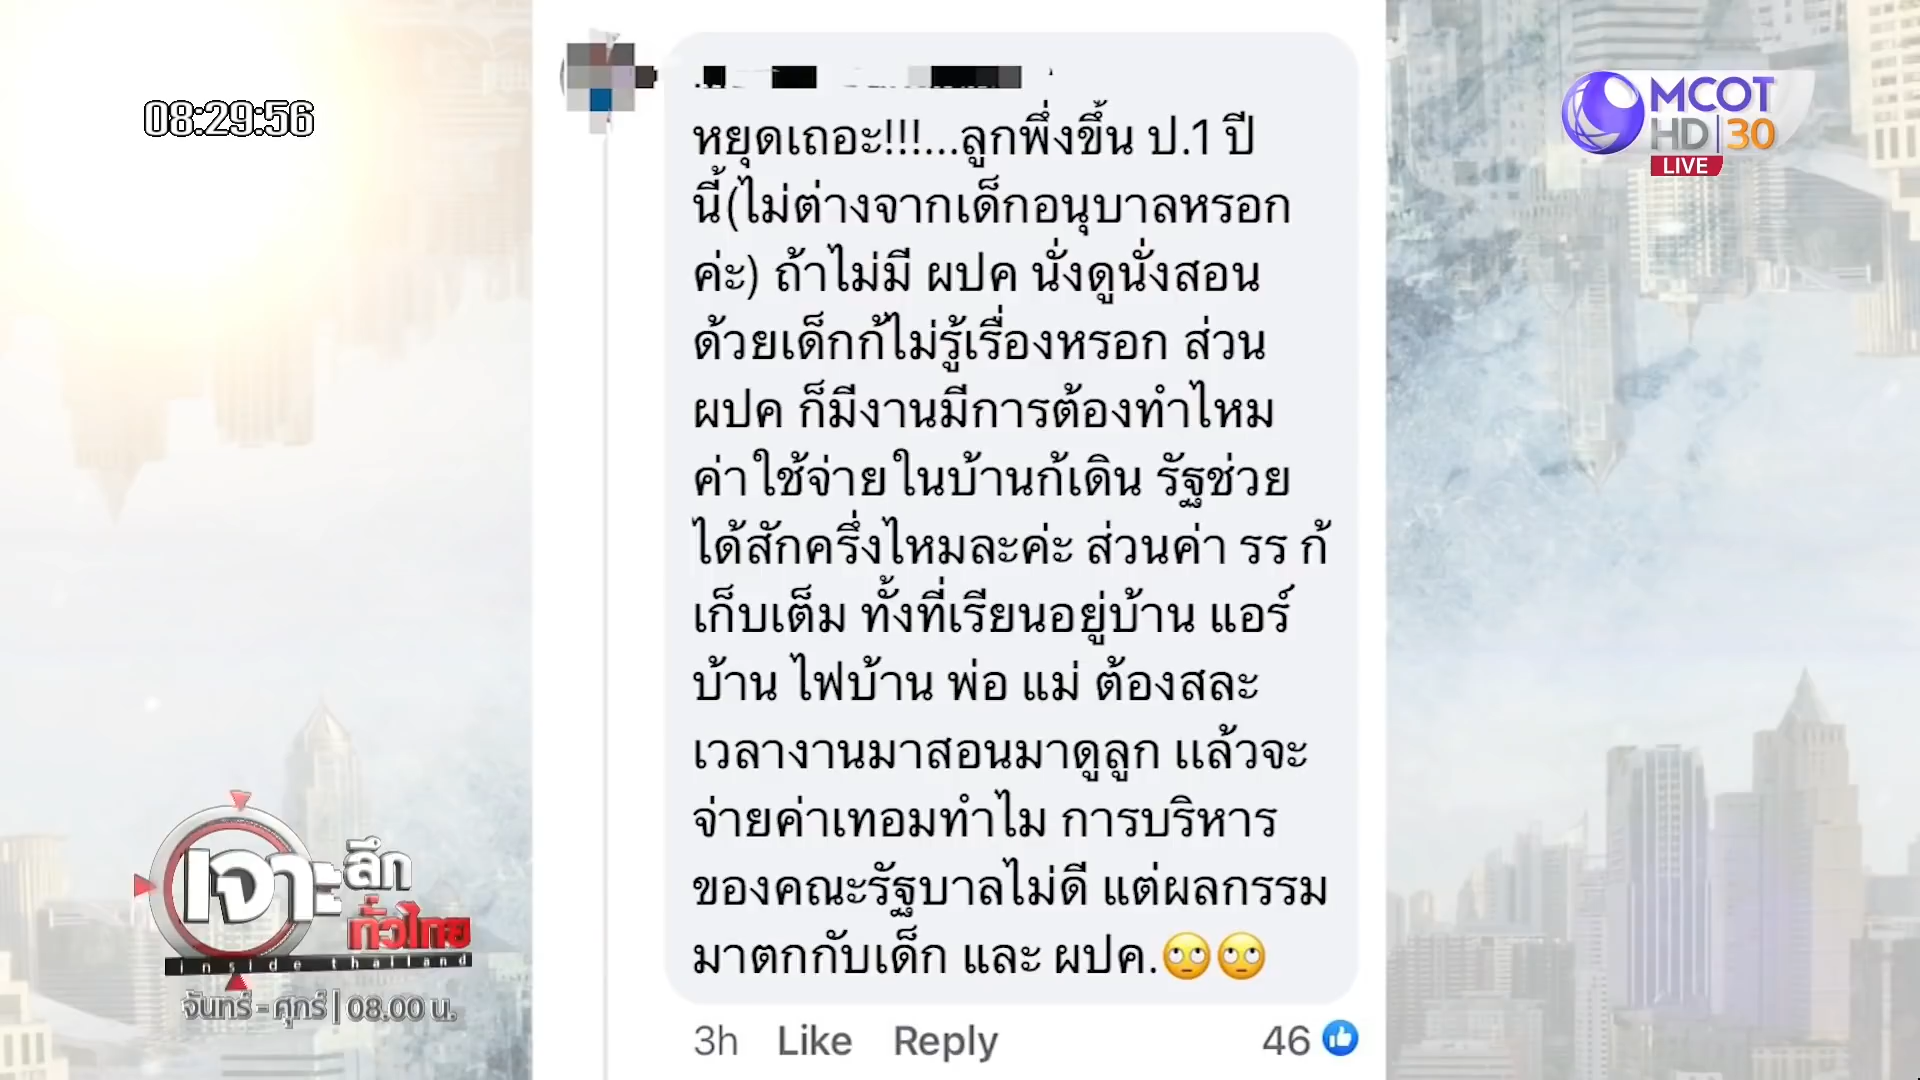 08:29:56
MCOT
HD 30
LIVE
หยุดเถอะ!!!...ลูกพึ่งขึ้น ป.1 ปี
นี้(ไม่ต่างจากเด็กอนุบาลหรอก
ค่ะ) ถ้าไม่มี ผปค นั่งดูนั่งสอน
ด้วยเด็กก้ไม่รู้เรื่องหรอก ส่วน
ผปค ก็มีงานมีการต้องทำไหม
ค่าใช้จ่ายในบ้านก้เดิน รัฐช่วย
ได้สักครึ่งไหมละค่ะ ส่วนค่า รร ก้
เก็บเต็ม ทั้งที่เรียนอยู่บ้าน แอร์
บ้าน ไฟบ้าน พ่อ แม่ ต้องสละ
เวลางานมาสอนมาดูลูก แล้วจะ
จ่ายค่าเทอมทำไม การบริหาร
ของคณะรัฐบาลไม่ดี แต่ผลกรรม
มาตกกับเด็ก และ ผปค.🙄🙄
3h Like Reply 46
เจาะลึก
ทั่วไทย
inside thailand
จันทร์ - ศุกร์ | 08.00 น.